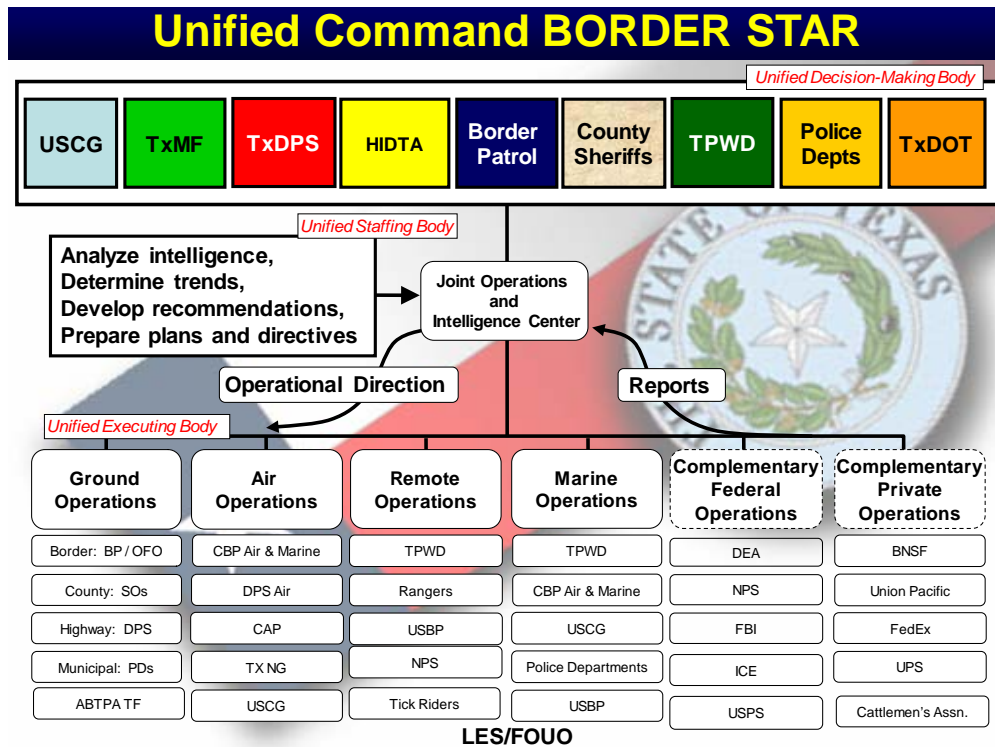 Unified Command BORDER STAR
Unified Decision-Making Body
USCG
TxMF
TxDPS
HIDTA
Border
Patrol
County
Sheriffs
TPWD
Police
Depts
TxDOT
Unified Staffing Body
Analyze intelligence,
Determine trends,
Develop recommendations,
Prepare plans and directives
Joint Operations
and
Intelligence Center
Operational Direction
Reports
STATE OF TEXAS
Unified Executing Body
Ground
Operations
Border: BP / OFO
County: SOs
Highway: DPS
Municipal: PDs
ABTPA TF
Air
Operations
CBP Air & Marine
DPS Air
CAP
TX NG
USCG
Remote
Operations
TPWD
Rangers
USBP
NPS
Tick Riders
Marine
Operations
TPWD
CBP Air & Marine
USCG
Police Departments
USBP
Complementary
Federal
Operations
DEA
NPS
FBI
ICE
USPS
Complementary
Private
Operations
BNSF
Union Pacific
FedEx
UPS
Cattlemen's Assn.
LES/FOUO